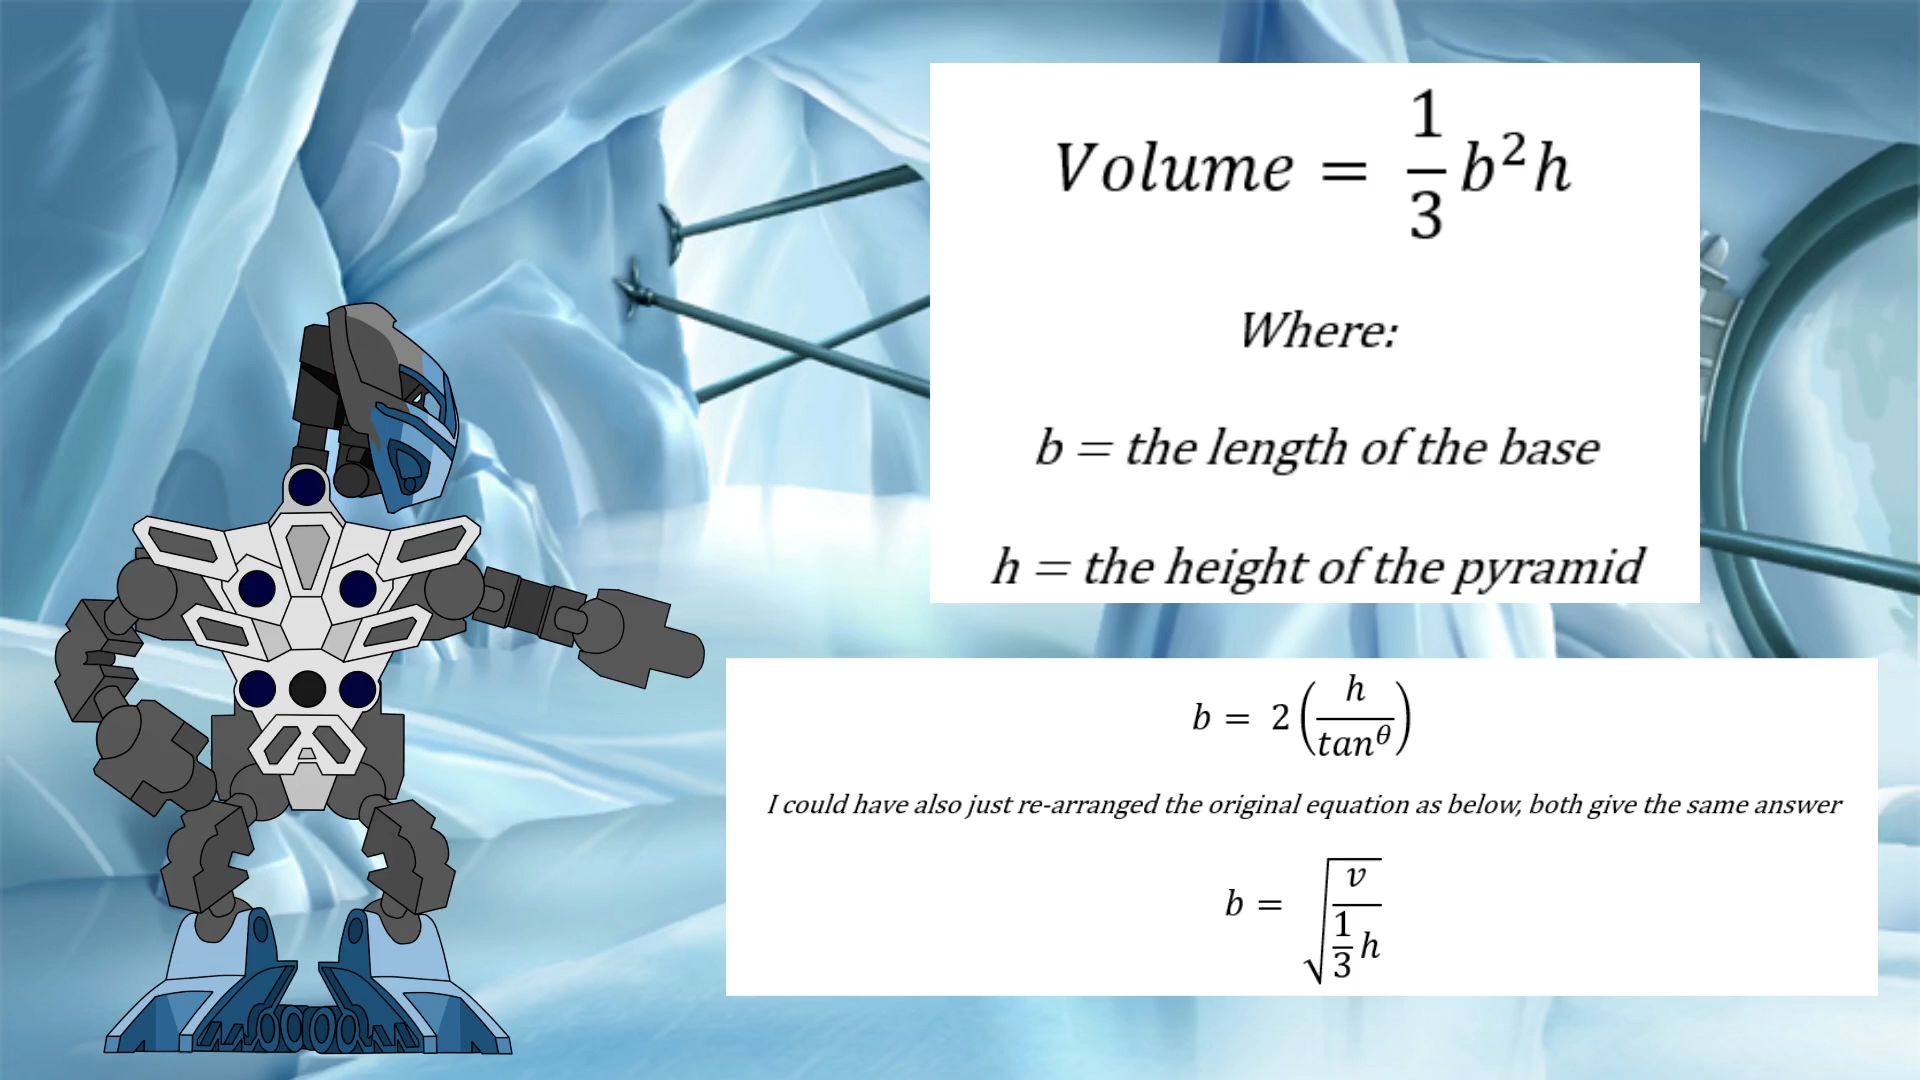 Volume = 1/3 b²h
Where:
b = the length of the base
h = the height of the pyramid
b = 2(h/tan^θ)
I could have also just re-arranged the original equation as below, both give the same answer
b = √(v/(1/3 h))